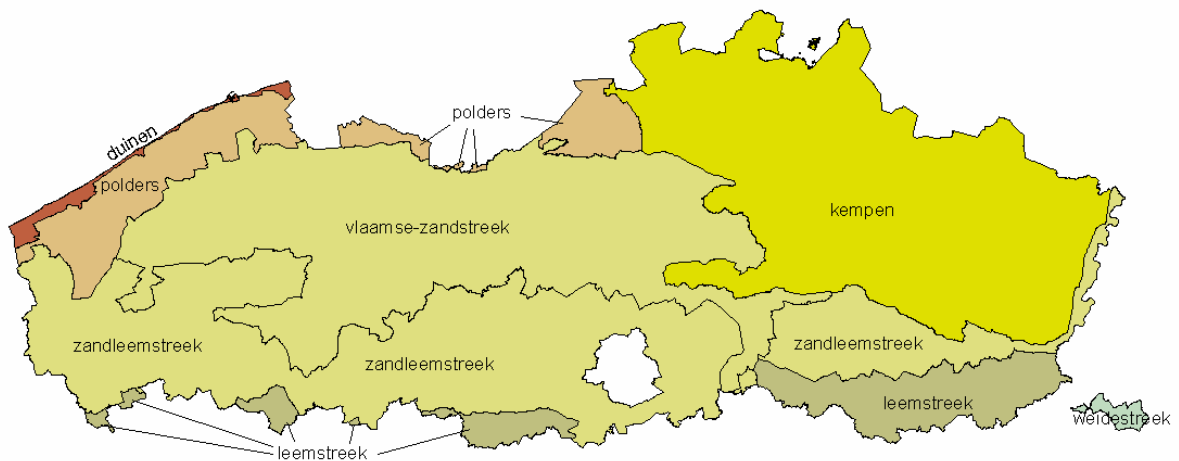 polders
duinen
polders
kempen
vlaamse-zandstreek
zandleemstreek
zandleemstreek
zandleemstreek
leemstreek
weidestreek
leemstreek